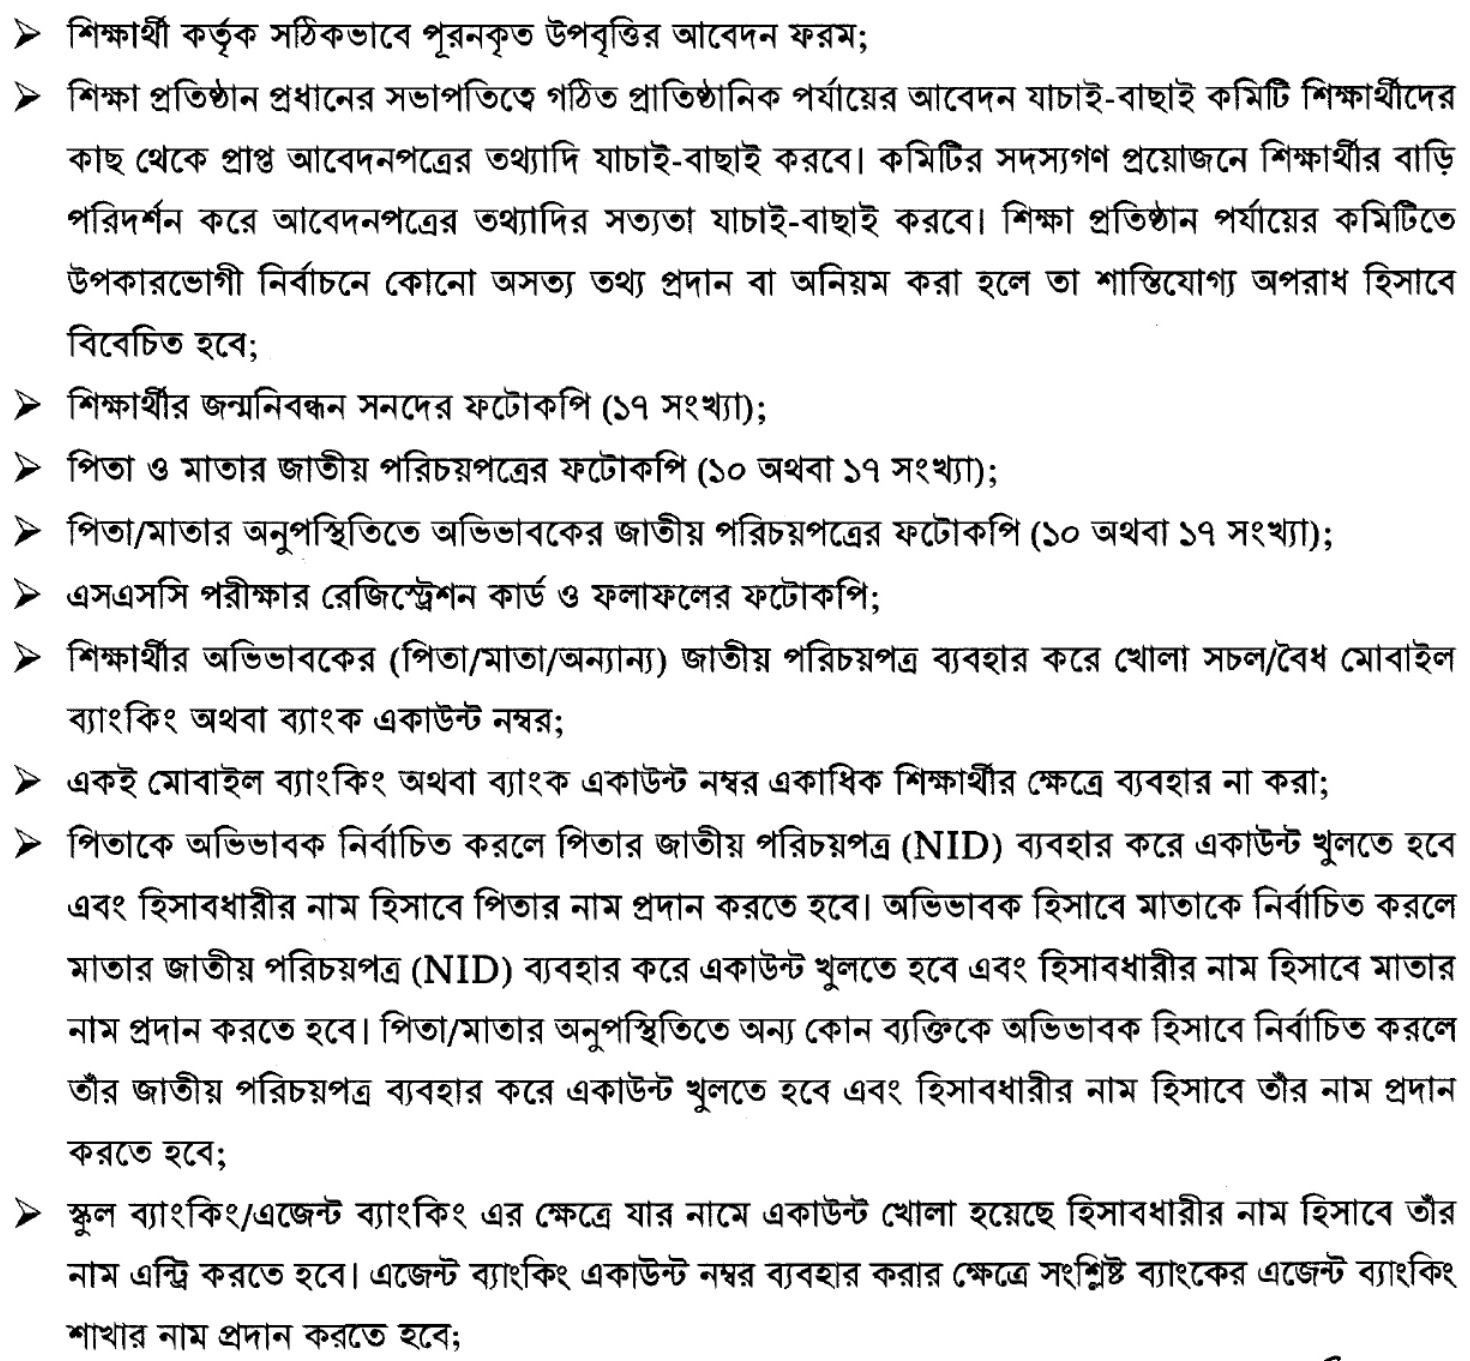 ➢ শিক্ষার্থী কর্তৃক সঠিকভাবে পূরনকৃত উপবৃত্তির আবেদন ফরম;
➢ শিক্ষা প্রতিষ্ঠান প্রধানের সভাপতিত্বে গঠিত প্রাতিষ্ঠানিক পর্যায়ের আবেদন যাচাই-বাছাই কমিটি শিক্ষার্থীদের
কাছ থেকে প্রাপ্ত আবেদনপত্রের তথ্যাদি যাচাই-বাছাই করবে। কমিটির সদস্যগণ প্রয়োজনে শিক্ষার্থীর বাড়ি
পরিদর্শন করে আবেদনপত্রের তথ্যাদির সত্যতা যাচাই-বাছাই করবে। শিক্ষা প্রতিষ্ঠান পর্যায়ের কমিটিতে
উপকারভোগী নির্বাচনে কোনো অসত্য তথ্য প্রদান বা অনিয়ম করা হলে তা শাস্তিযোগ্য অপরাধ হিসাবে
বিবেচিত হবে;
➢ শিক্ষার্থীর জন্মনিবন্ধন সনদের ফটোকপি (১৭ সংখ্যা);
➢ পিতা ও মাতার জাতীয় পরিচয়পত্রের ফটোকপি (১০ অথবা ১৭ সংখ্যা);
➢ পিতা/মাতার অনুপস্থিতিতে অভিভাবকের জাতীয় পরিচয়পত্রের ফটোকপি (১০ অথবা ১৭ সংখ্যা);
➢ এসএসসি পরীক্ষার রেজিস্ট্রেশন কার্ড ও ফলাফলের ফটোকপি;
➢ শিক্ষার্থীর অভিভাবকের (পিতা/মাতা/অন্যান্য) জাতীয় পরিচয়পত্র ব্যবহার করে খোলা সচল/বৈধ মোবাইল
ব্যাংকিং অথবা ব্যাংক একাউন্ট নম্বর;
➢ একই মোবাইল ব্যাংকিং অথবা ব্যাংক একাউন্ট নম্বর একাধিক শিক্ষার্থীর ক্ষেত্রে ব্যবহার না করা;
➢ পিতাকে অভিভাবক নির্বাচিত করলে পিতার জাতীয় পরিচয়পত্র (NID) ব্যবহার করে একাউন্ট খুলতে হবে
এবং হিসাবধারীর নাম হিসাবে পিতার নাম প্রদান করতে হবে। অভিভাবক হিসাবে মাতাকে নির্বাচিত করলে
মাতার জাতীয় পরিচয়পত্র (NID) ব্যবহার করে একাউন্ট খুলতে হবে এবং হিসাবধারীর নাম হিসাবে মাতার
নাম প্রদান করতে হবে। পিতা/মাতার অনুপস্থিতিতে অন্য কোন ব্যক্তিকে অভিভাবক হিসাবে নির্বাচিত করলে
তাঁর জাতীয় পরিচয়পত্র ব্যবহার করে একাউন্ট খুলতে হবে এবং হিসাবধারীর নাম হিসাবে তাঁর নাম প্রদান
করতে হবে;
➢ স্কুল ব্যাংকিং/এজেন্ট ব্যাংকিং এর ক্ষেত্রে যার নামে একাউন্ট খোলা হয়েছে হিসাবধারীর নাম হিসাবে তাঁর
নাম এন্ট্রি করতে হবে। এজেন্ট ব্যাংকিং একাউন্ট নম্বর ব্যবহার করার ক্ষেত্রে সংশ্লিষ্ট ব্যাংকের এজেন্ট ব্যাংকিং
শাখার নাম প্রদান করতে হবে;